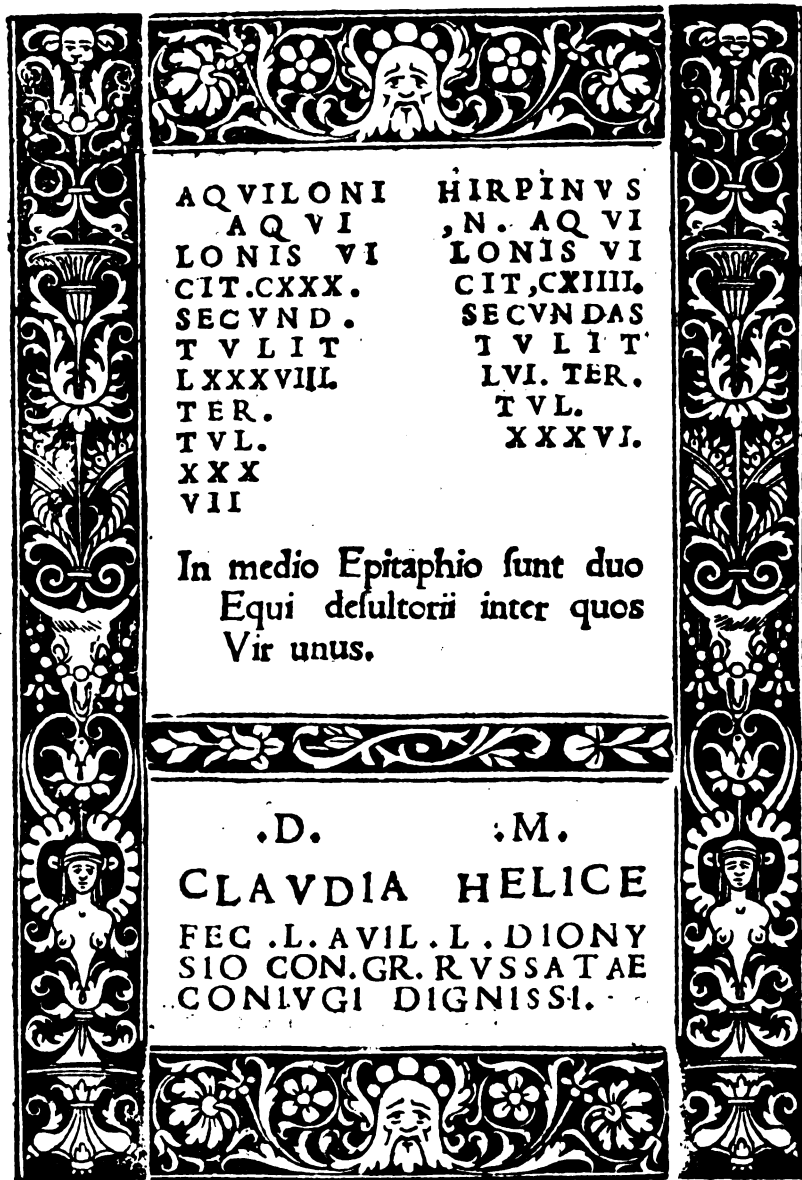 AQVILONI
AQVI
LONIS VI
CIT.CXXX.
SECVND.
TVLIT
LXXXVIII.
TER.
TVL.
XXX
VII
HIRPINVS
,N. AQVI
LONIS VI
CIT,CXIIII.
SECVNDAS
TVLIT
LVI. TER.
TVL.
XXXVI.
In medio Epitaphio ſunt duo
Equi deſultorii inter quos
Vir unus.
.D. :M.
CLAVDIA HELICE
FEC.L.AVIL.L.DIONY
SIO CON.GR.RVSSATAE
CONIVGI DIGNISSI.